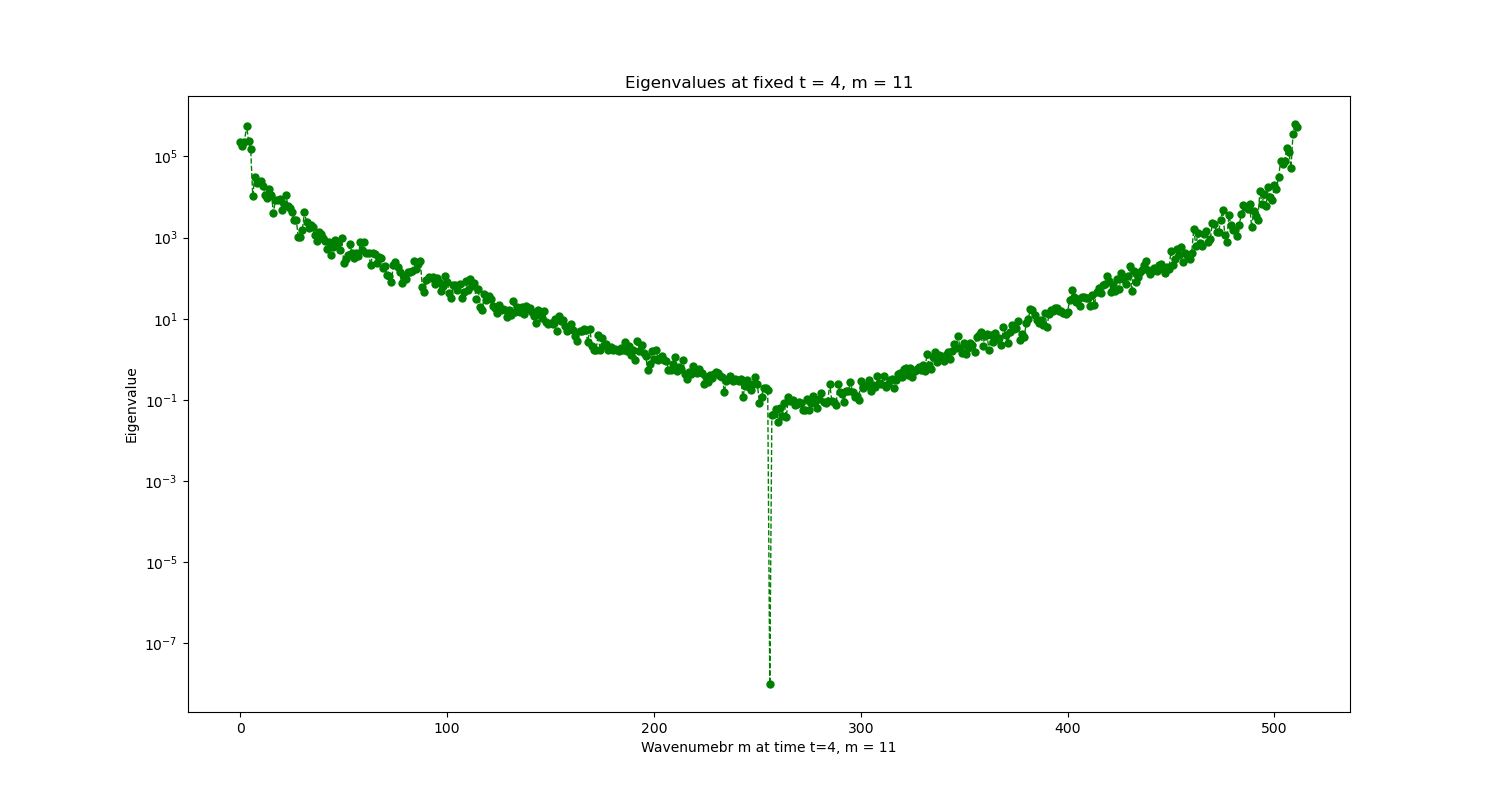 Eigenvalues at fixed t = 4, m = 11
10^5
10^3
10^1
10^−1
10^−3
10^−5
10^−7
Eigenvalue
0 100 200 300 400 500
Wavenumebr m at time t=4, m = 11